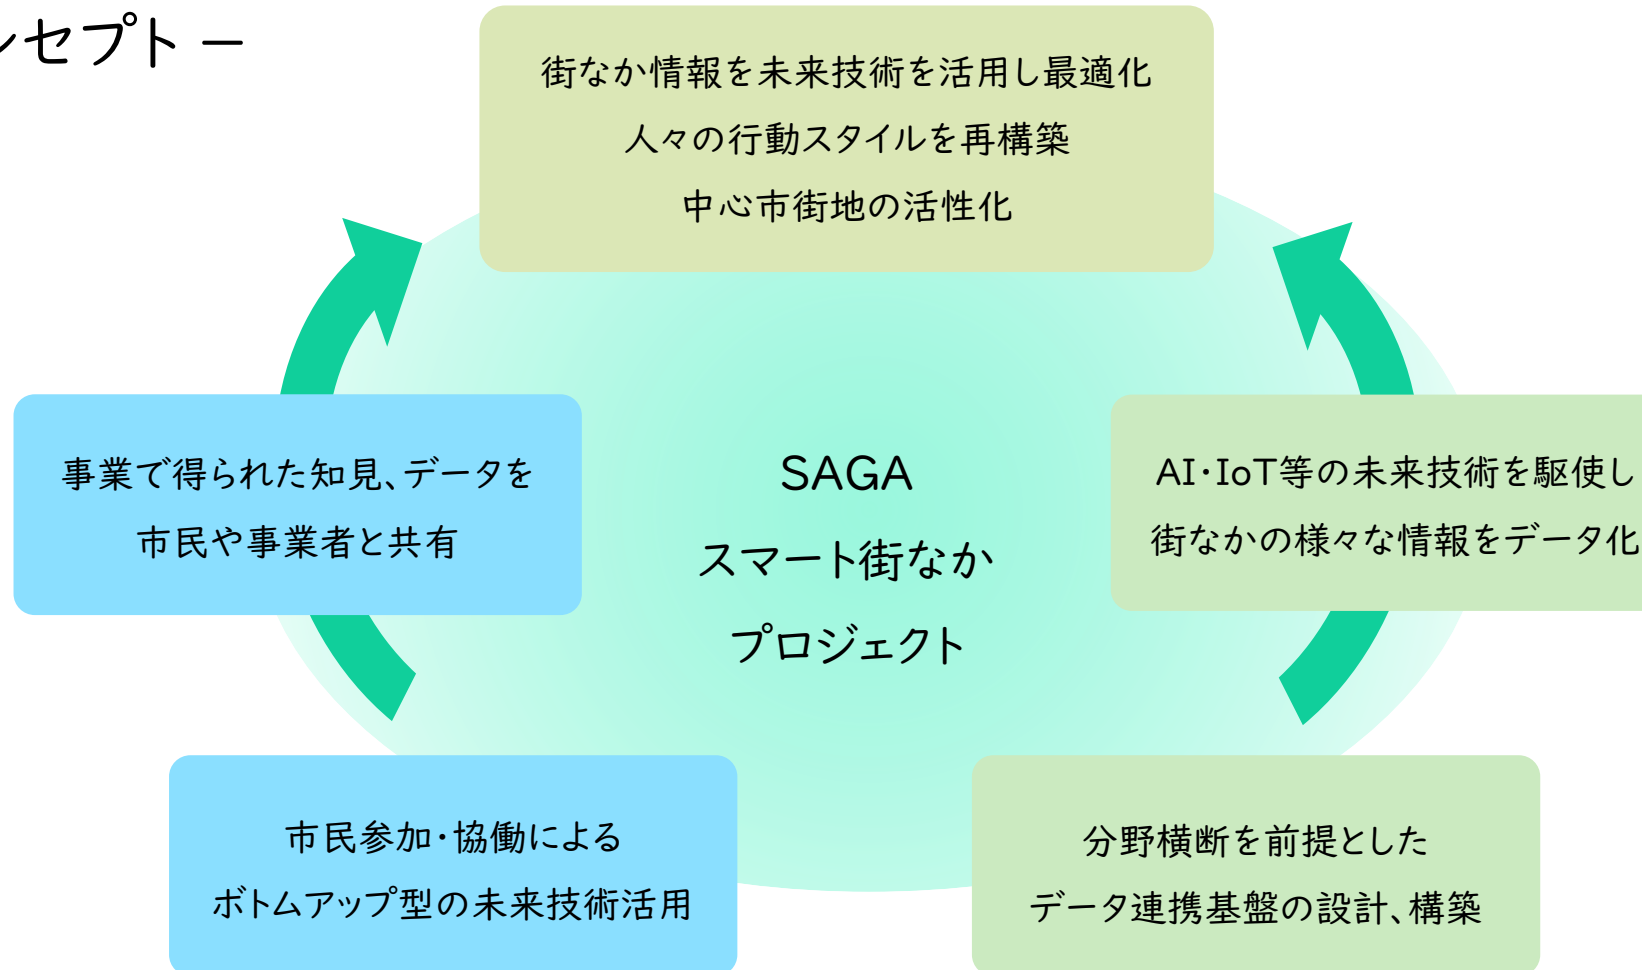 ンセプト －
街なか情報を未来技術を活用し最適化
人々の行動スタイルを再構築
中心市街地の活性化
事業で得られた知見、データを
市民や事業者と共有
SAGA
スマート街なか
プロジェクト
AI・IoT等の未来技術を駆使し
街なかの様々な情報をデータ化
市民参加・協働による
ボトムアップ型の未来技術活用
分野横断を前提とした
データ連携基盤の設計、構築